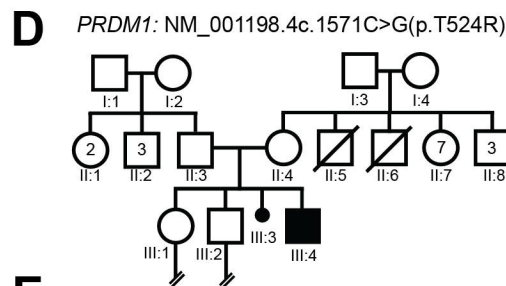 D PRDM1: NM_001198.4c.1571C>G(p.T524R)
I:1 I:2 I:3 I:4
2 3 7 3
II:1 II:2 II:3 II:4 II:5 II:6 II:7 II:8
III:1 III:2 III:3 III:4